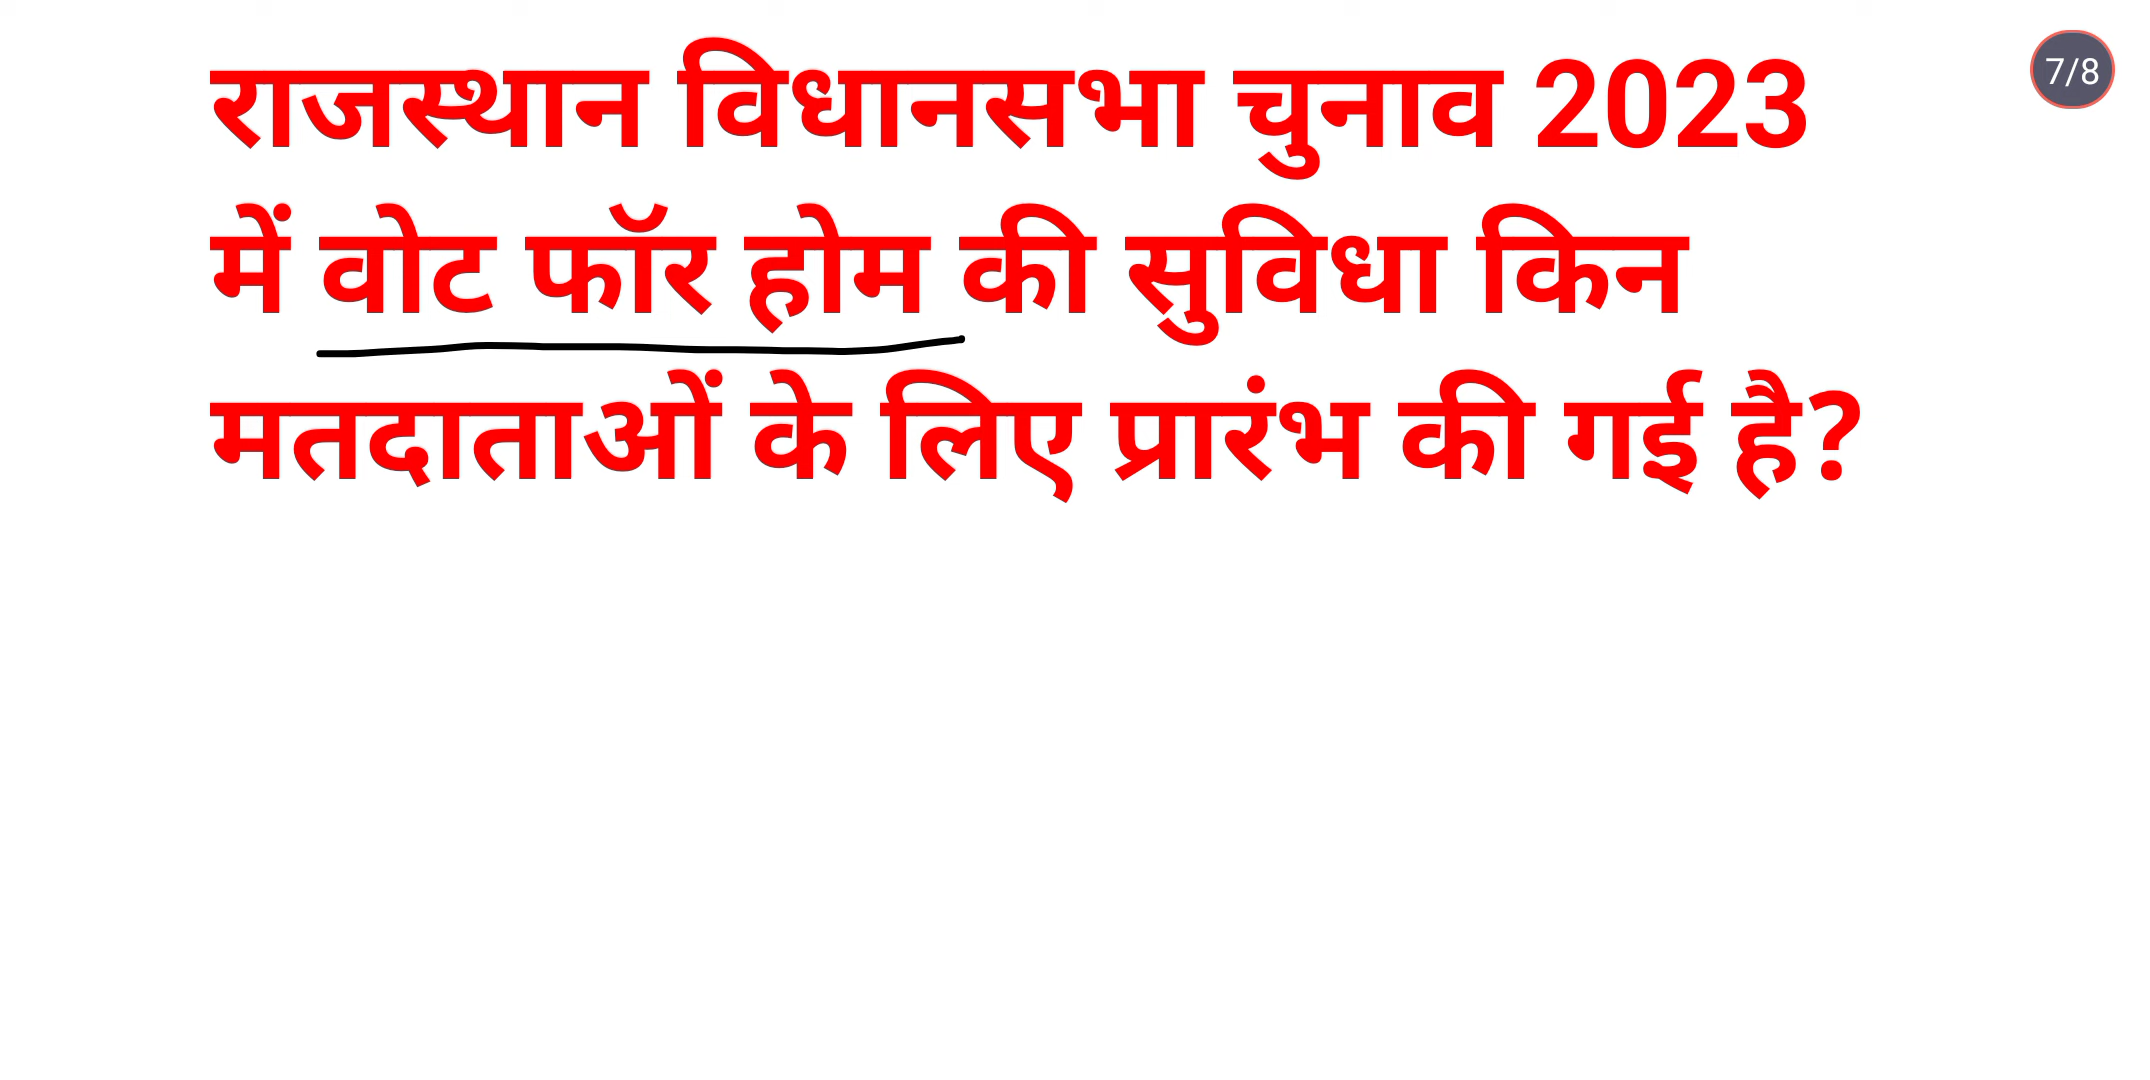 राजस्थान विधानसभा चुनाव 2023
में वोट फॉर होम की सुविधा किन
मतदाताओं के लिए प्रारंभ की गई है?
7/8